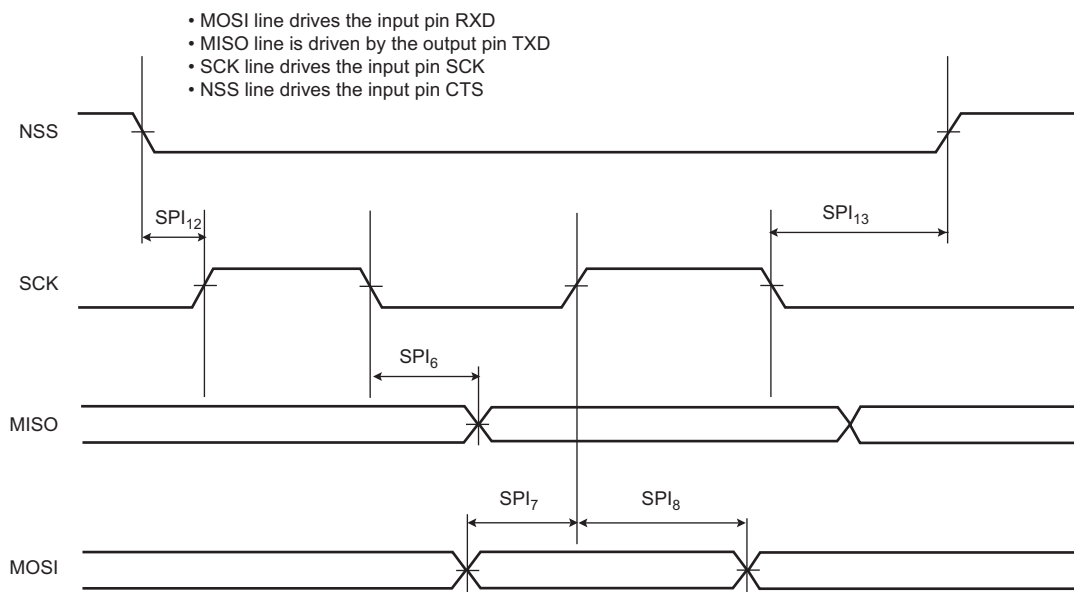 • MOSI line drives the input pin RXD
• MISO line is driven by the output pin TXD
• SCK line drives the input pin SCK
• NSS line drives the input pin CTS
NSS
SPI12
SPI13
SCK
SPI6
MISO
SPI7
SPI8
MOSI